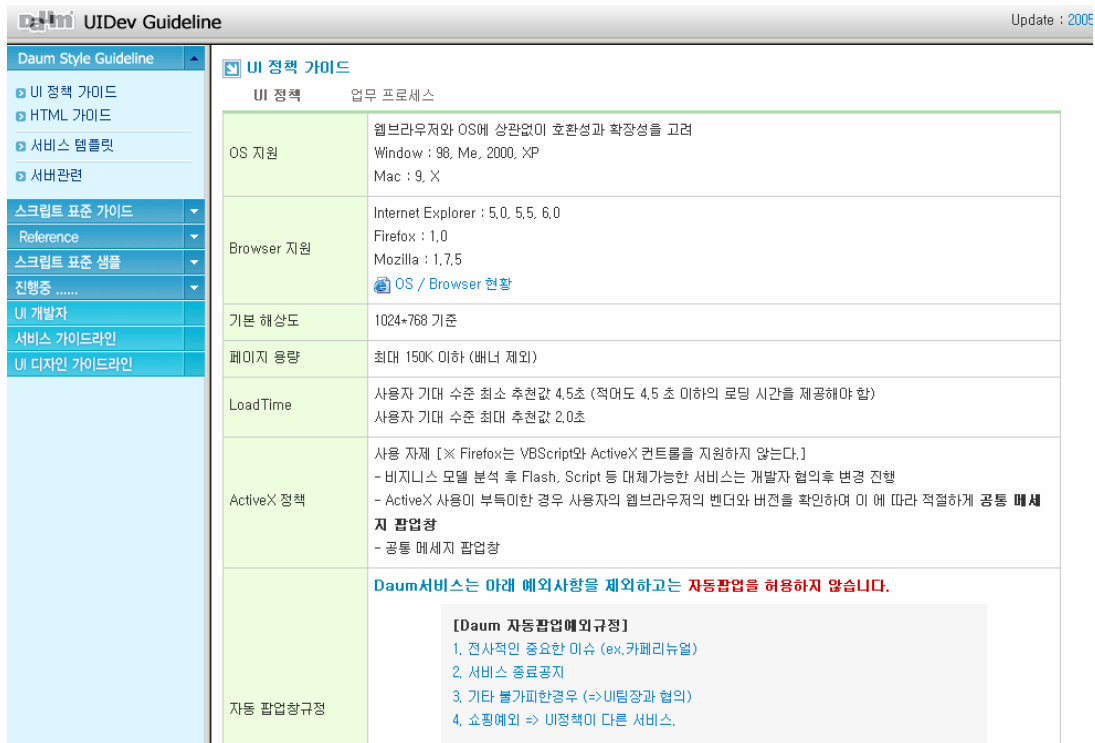 Daum UIDev Guideline
Update : 2005
Daum Style Guideline
UI 정책 가이드
HTML 가이드
서비스 템플릿
서버관련
스크립트 표준 가이드
Reference
스크립트 표준 샘플
진행중 ......
UI 개발자
서비스 가이드라인
UI 디자인 가이드라인
UI 정책 가이드
UI 정책 업무 프로세스
OS 지원
웹브라우저와 OS에 상관없이 호환성과 확장성을 고려
Window : 98, Me, 2000, XP
Mac : 9, X
Browser 지원
Internet Explorer : 5.0, 5.5, 6.0
Firefox : 1.0
Mozilla : 1.7.5
OS / Browser 현황
기본 해상도
1024*768 기준
페이지 용량
최대 150K 이하 (배너 제외)
LoadTime
사용자 기대 수준 최소 추천값 4.5초 (적어도 4.5 초 이하의 로딩 시간을 제공해야 함)
사용자 기대 수준 최대 추천값 2.0초
ActiveX 정책
사용 자제 [※ Firefox는 VBScript와 ActiveX 컨트롤을 지원하지 않는다.]
- 비지니스 모델 분석 후 Flash, Script 등 대체가능한 서비스는 개발자 협의후 변경 진행
- ActiveX 사용이 부득이한 경우 사용자의 웹브라우저의 벤더와 버전을 확인하여 이 에 따라 적절하게 공통 메세
지 팝업창
- 공통 메세지 팝업창
자동 팝업창규정
Daum서비스는 아래 예외사항을 제외하고는 자동팝업을 허용하지 않습니다.
[Daum 자동팝업예외규정]
1. 전사적인 중요한 이슈 (ex.카페리뉴얼)
2. 서비스 종료공지
3. 기타 불가피한경우 (=>UI팀장과 협의)
4. 쇼핑예외 => UI정책이 다른 서비스.